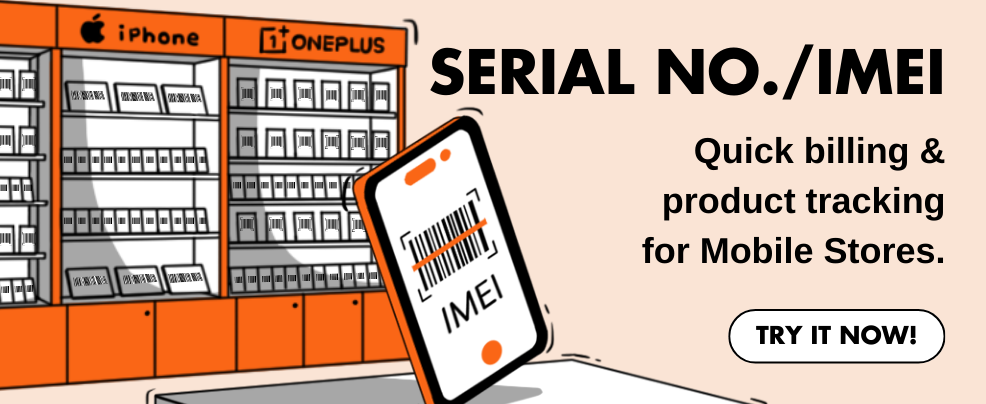 iPhone
1+ ONEPLUS
SERIAL NO./IMEI
Quick billing &
product tracking
for Mobile Stores.
IMEI
TRY IT NOW!